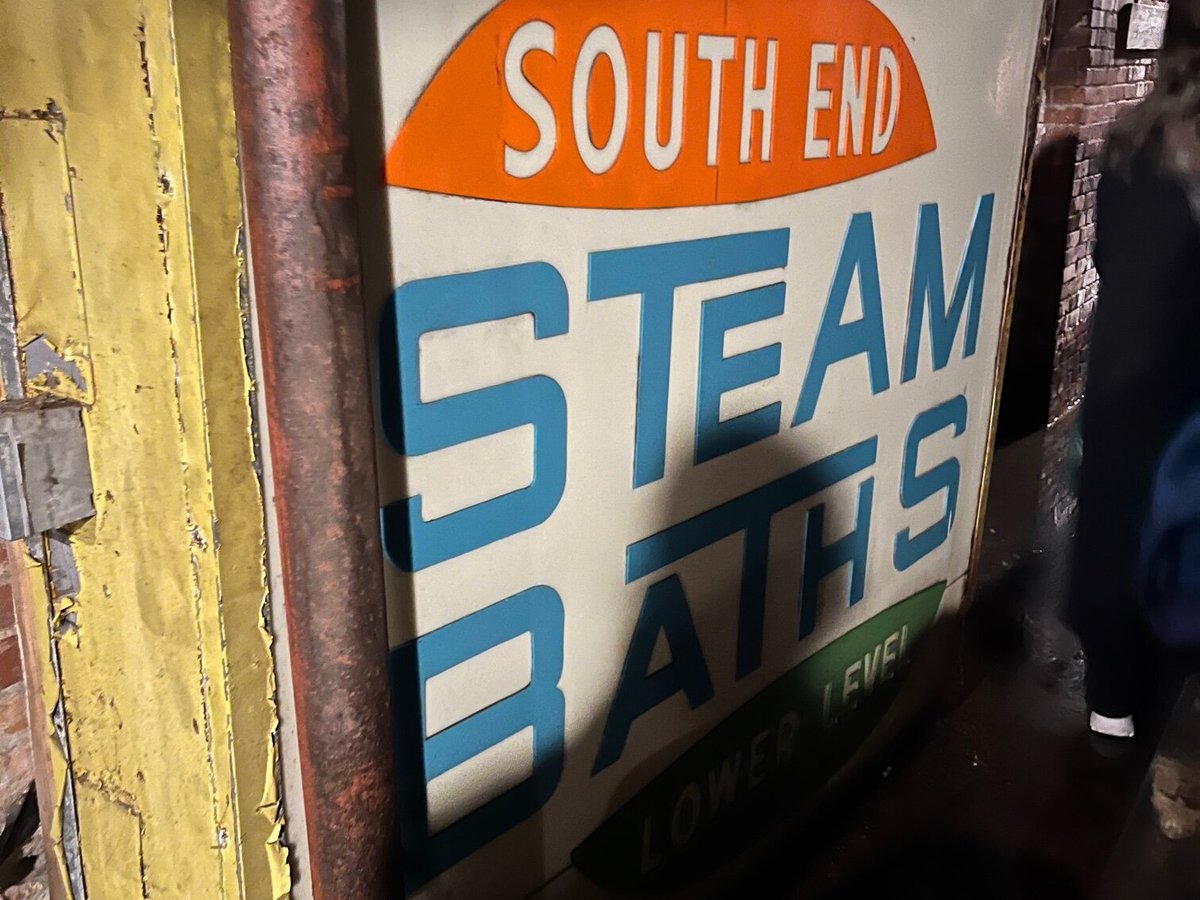 SOUTH END
STEAM
BATHS
LOWER LEVEL